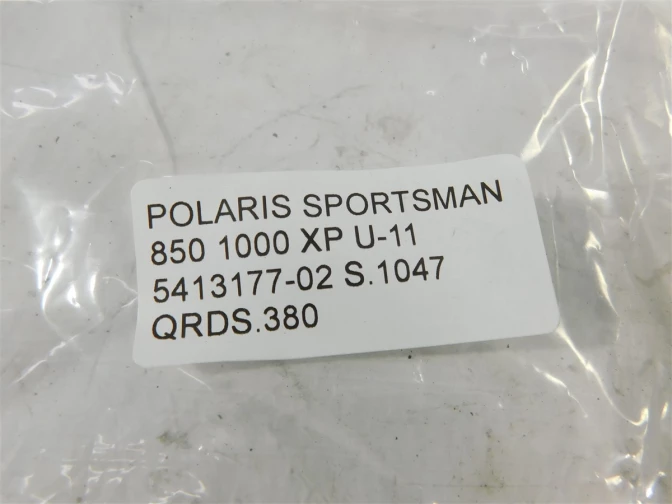 POLARIS SPORTSMAN
850 1000 XP U-11
5413177-02 S.1047
QRDS.380